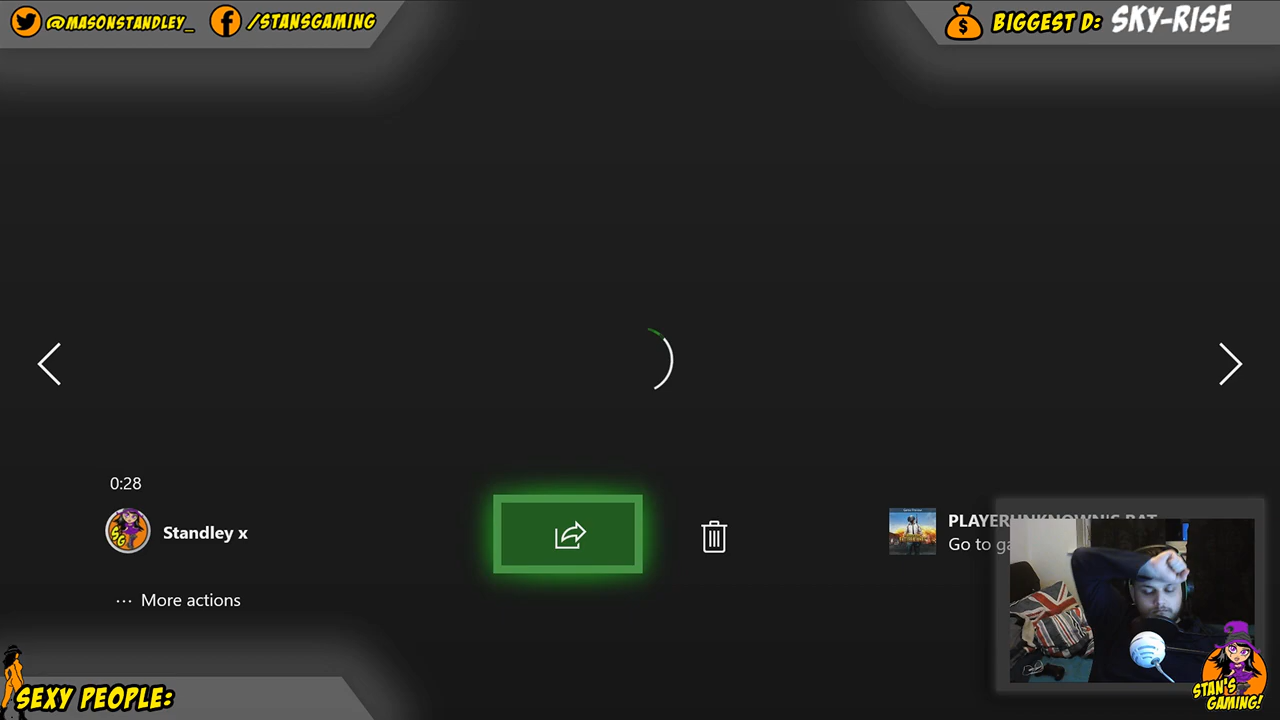 @MASONSTANDLEY_
/STANSGAMING
BIGGEST D: SKY-RISE
0:28
Standley x
PLAYERUNKNOWN'S BAT
Go to ga
... More actions
SG
SEXY PEOPLE:
STAN'S
GAMING!